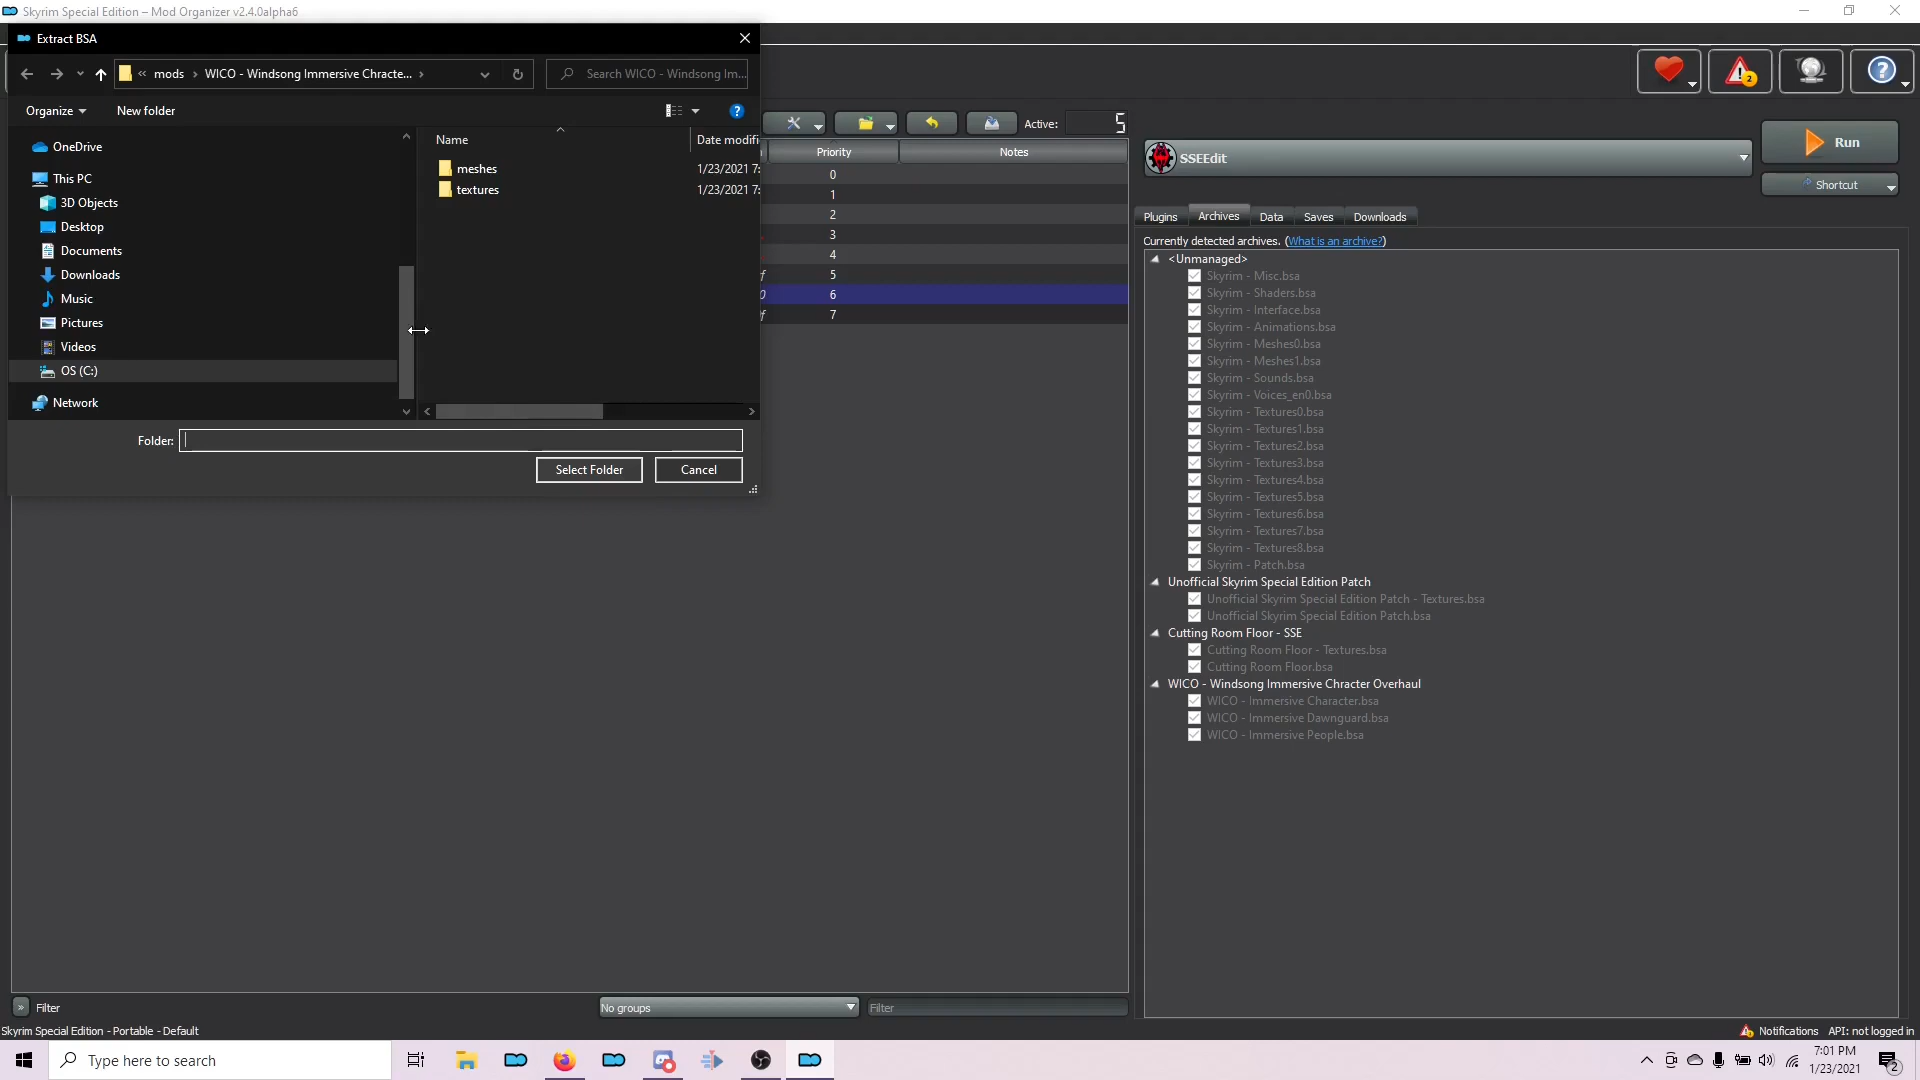 Skyrim Special Edition – Mod Organizer v2.4.0alpha6
Extract BSA
« mods › WICO - Windsong Immersive Chracte... ›
Search WICO - Windsong Im...
Organize
New folder
OneDrive
This PC
3D Objects
Desktop
Documents
Downloads
Music
Pictures
Videos
OS (C:)
Network
Name
Date modifi
meshes
1/23/2021 7:
textures
1/23/2021 7:
Folder:
Select Folder
Cancel
Active:
5
Priority
Notes
0
1
2
3
4
5
6
7
SSEEdit
Run
Shortcut
2
Plugins
Archives
Data
Saves
Downloads
Currently detected archives. (What is an archive?)
<Unmanaged>
Skyrim - Misc.bsa
Skyrim - Shaders.bsa
Skyrim - Interface.bsa
Skyrim - Animations.bsa
Skyrim - Meshes0.bsa
Skyrim - Meshes1.bsa
Skyrim - Sounds.bsa
Skyrim - Voices_en0.bsa
Skyrim - Textures0.bsa
Skyrim - Textures1.bsa
Skyrim - Textures2.bsa
Skyrim - Textures3.bsa
Skyrim - Textures4.bsa
Skyrim - Textures5.bsa
Skyrim - Textures6.bsa
Skyrim - Textures7.bsa
Skyrim - Textures8.bsa
Skyrim - Patch.bsa
Unofficial Skyrim Special Edition Patch
Unofficial Skyrim Special Edition Patch - Textures.bsa
Unofficial Skyrim Special Edition Patch.bsa
Cutting Room Floor - SSE
Cutting Room Floor - Textures.bsa
Cutting Room Floor.bsa
WICO - Windsong Immersive Chracter Overhaul
WICO - Immersive Character.bsa
WICO - Immersive Dawnguard.bsa
WICO - Immersive People.bsa
» Filter
No groups
Filter
Skyrim Special Edition - Portable - Default
Notifications
API: not logged in
Type here to search
7:01 PM
1/23/2021
2